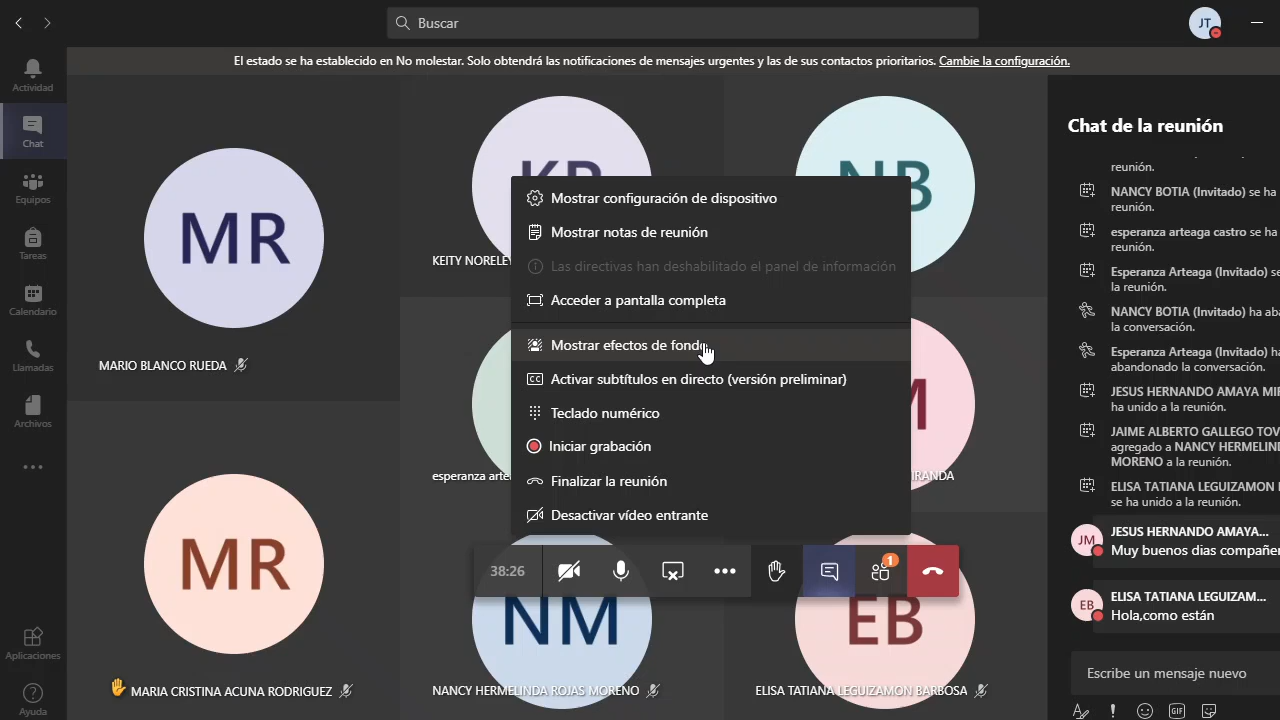 Buscar
JT
El estado se ha establecido en No molestar. Solo obtendrá las notificaciones de mensajes urgentes y las de sus contactos prioritarios. Cambie la configuración.
Actividad
Chat
Equipos
Tareas
Calendario
Llamadas
Archivos
Aplicaciones
Ayuda
MR
MARIO BLANCO RUEDA
MR
MARIA CRISTINA ACUNA RODRIGUEZ
KR
KEITY NORELE
NB
esperanza arte
M
RANDA
NM
NANCY HERMELINDA ROJAS MORENO
EB
ELISA TATIANA LEGUIZAMON BARBOSA
Mostrar configuración de dispositivo
Mostrar notas de reunión
Las directivas han deshabilitado el panel de información
Acceder a pantalla completa
Mostrar efectos de fondo
CC Activar subtítulos en directo (versión preliminar)
Teclado numérico
Iniciar grabación
Finalizar la reunión
Desactivar vídeo entrante
38:26
1
Chat de la reunión
reunión.
NANCY BOTIA (Invitado) se ha
reunión.
esperanza arteaga castro se ha
reunión.
Esperanza Arteaga (Invitado) se
la reunión.
NANCY BOTIA (Invitado) ha aba
la conversación.
Esperanza Arteaga (Invitado) ha
abandonado la conversación.
JESUS HERNANDO AMAYA MIR
ha unido a la reunión.
JAIME ALBERTO GALLEGO TOV
agregado a NANCY HERMELIN
MORENO a la reunión.
ELISA TATIANA LEGUIZAMON
se ha unido a la reunión.
JM
JESUS HERNANDO AMAYA...
Muy buenos dias compañer
EB
ELISA TATIANA LEGUIZAM...
Hola,como están
Escribe un mensaje nuevo
GIF